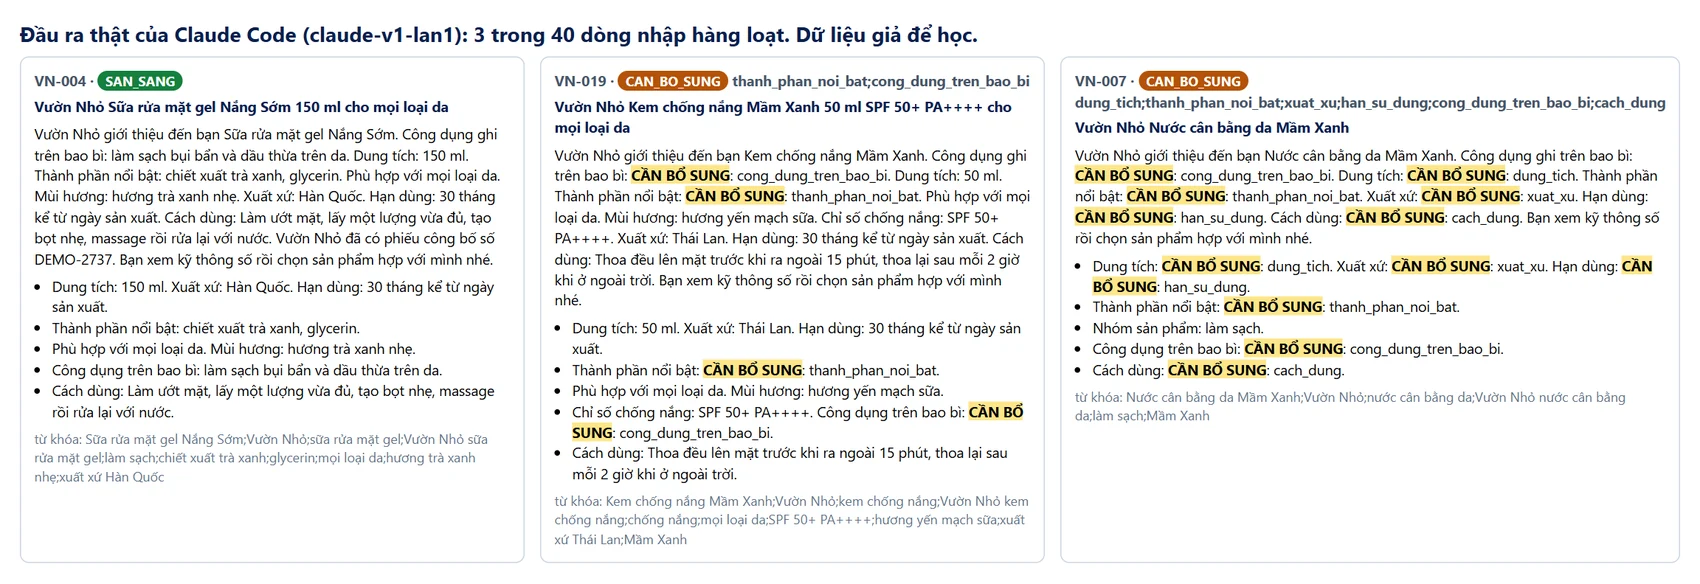 Đầu ra thật của Claude Code (claude-v1-lan1): 3 trong 40 dòng nhập hàng loạt. Dữ liệu giả để học.
VN-004 · SAN_SANG
Vườn Nhỏ Sữa rửa mặt gel Nắng Sớm 150 ml cho mọi loại da
Vườn Nhỏ giới thiệu đến bạn Sữa rửa mặt gel Nắng Sớm. Công dụng ghi
trên bao bì: làm sạch bụi bẩn và dầu thừa trên da. Dung tích: 150 ml.
Thành phần nổi bật: chiết xuất trà xanh, glycerin. Phù hợp với mọi loại da.
Mùi hương: hương trà xanh nhẹ. Xuất xứ: Hàn Quốc. Hạn dùng: 30 tháng
kể từ ngày sản xuất. Cách dùng: Làm ướt mặt, lấy một lượng vừa đủ, tạo
bọt nhẹ, massage rồi rửa lại với nước. Vườn Nhỏ đã có phiếu công bố số
DEMO-2737. Bạn xem kỹ thông số rồi chọn sản phẩm hợp với mình nhé.
• Dung tích: 150 ml. Xuất xứ: Hàn Quốc. Hạn dùng: 30 tháng kể từ ngày
sản xuất.
• Thành phần nổi bật: chiết xuất trà xanh, glycerin.
• Phù hợp với mọi loại da. Mùi hương: hương trà xanh nhẹ.
• Công dụng trên bao bì: làm sạch bụi bẩn và dầu thừa trên da.
• Cách dùng: Làm ướt mặt, lấy một lượng vừa đủ, tạo bọt nhẹ, massage
rồi rửa lại với nước.
từ khóa: Sữa rửa mặt gel Nắng Sớm;Vườn Nhỏ;sữa rửa mặt gel;Vườn Nhỏ sữa
rửa mặt gel;làm sạch;chiết xuất trà xanh;glycerin;mọi loại da;hương trà xanh
nhẹ;xuất xứ Hàn Quốc
VN-019 · CAN_BO_SUNG thanh_phan_noi_bat;cong_dung_tren_bao_bi
Vườn Nhỏ Kem chống nắng Mầm Xanh 50 ml SPF 50+ PA++++ cho
mọi loại da
Vườn Nhỏ giới thiệu đến bạn Kem chống nắng Mầm Xanh. Công dụng ghi
trên bao bì: CẦN BỔ SUNG: cong_dung_tren_bao_bi. Dung tích: 50 ml.
Thành phần nổi bật: CẦN BỔ SUNG: thanh_phan_noi_bat. Phù hợp với mọi
loại da. Mùi hương: hương yến mạch sữa. Chỉ số chống nắng: SPF 50+
PA++++. Xuất xứ: Thái Lan. Hạn dùng: 30 tháng kể từ ngày sản xuất. Cách
dùng: Thoa đều lên mặt trước khi ra ngoài 15 phút, thoa lại sau mỗi 2 giờ
khi ở ngoài trời. Bạn xem kỹ thông số rồi chọn sản phẩm hợp với mình
nhé.
• Dung tích: 50 ml. Xuất xứ: Thái Lan. Hạn dùng: 30 tháng kể từ ngày sản
xuất.
• Thành phần nổi bật: CẦN BỔ SUNG: thanh_phan_noi_bat.
• Phù hợp với mọi loại da. Mùi hương: hương yến mạch sữa.
• Chỉ số chống nắng: SPF 50+ PA++++. Công dụng trên bao bì: CẦN BỔ
SUNG: cong_dung_tren_bao_bi.
• Cách dùng: Thoa đều lên mặt trước khi ra ngoài 15 phút, thoa lại sau
mỗi 2 giờ khi ở ngoài trời.
từ khóa: Kem chống nắng Mầm Xanh;Vườn Nhỏ;kem chống nắng;Vườn Nhỏ kem
chống nắng;chống nắng;mọi loại da;SPF 50+ PA++++;hương yến mạch sữa;xuất
xứ Thái Lan;Mầm Xanh
VN-007 · CAN_BO_SUNG
dung_tich;thanh_phan_noi_bat;xuat_xu;han_su_dung;cong_dung_tren_bao_bi;cach_dung
Vườn Nhỏ Nước cân bằng da Mầm Xanh
Vườn Nhỏ giới thiệu đến bạn Nước cân bằng da Mầm Xanh. Công dụng ghi trên bao bì:
CẦN BỔ SUNG: cong_dung_tren_bao_bi. Dung tích: CẦN BỔ SUNG: dung_tich. Thành phần
nổi bật: CẦN BỔ SUNG: thanh_phan_noi_bat. Xuất xứ: CẦN BỔ SUNG: xuat_xu. Hạn dùng:
CẦN BỔ SUNG: han_su_dung. Cách dùng: CẦN BỔ SUNG: cach_dung. Bạn xem kỹ thông số
rồi chọn sản phẩm hợp với mình nhé.
• Dung tích: CẦN BỔ SUNG: dung_tich. Xuất xứ: CẦN BỔ SUNG: xuat_xu. Hạn dùng: CẦN
BỔ SUNG: han_su_dung.
• Thành phần nổi bật: CẦN BỔ SUNG: thanh_phan_noi_bat.
• Nhóm sản phẩm: làm sạch.
• Công dụng trên bao bì: CẦN BỔ SUNG: cong_dung_tren_bao_bi.
• Cách dùng: CẦN BỔ SUNG: cach_dung.
từ khóa: Nước cân bằng da Mầm Xanh;Vườn Nhỏ;nước cân bằng da;Vườn Nhỏ nước cân bằng
da;làm sạch;Mầm Xanh